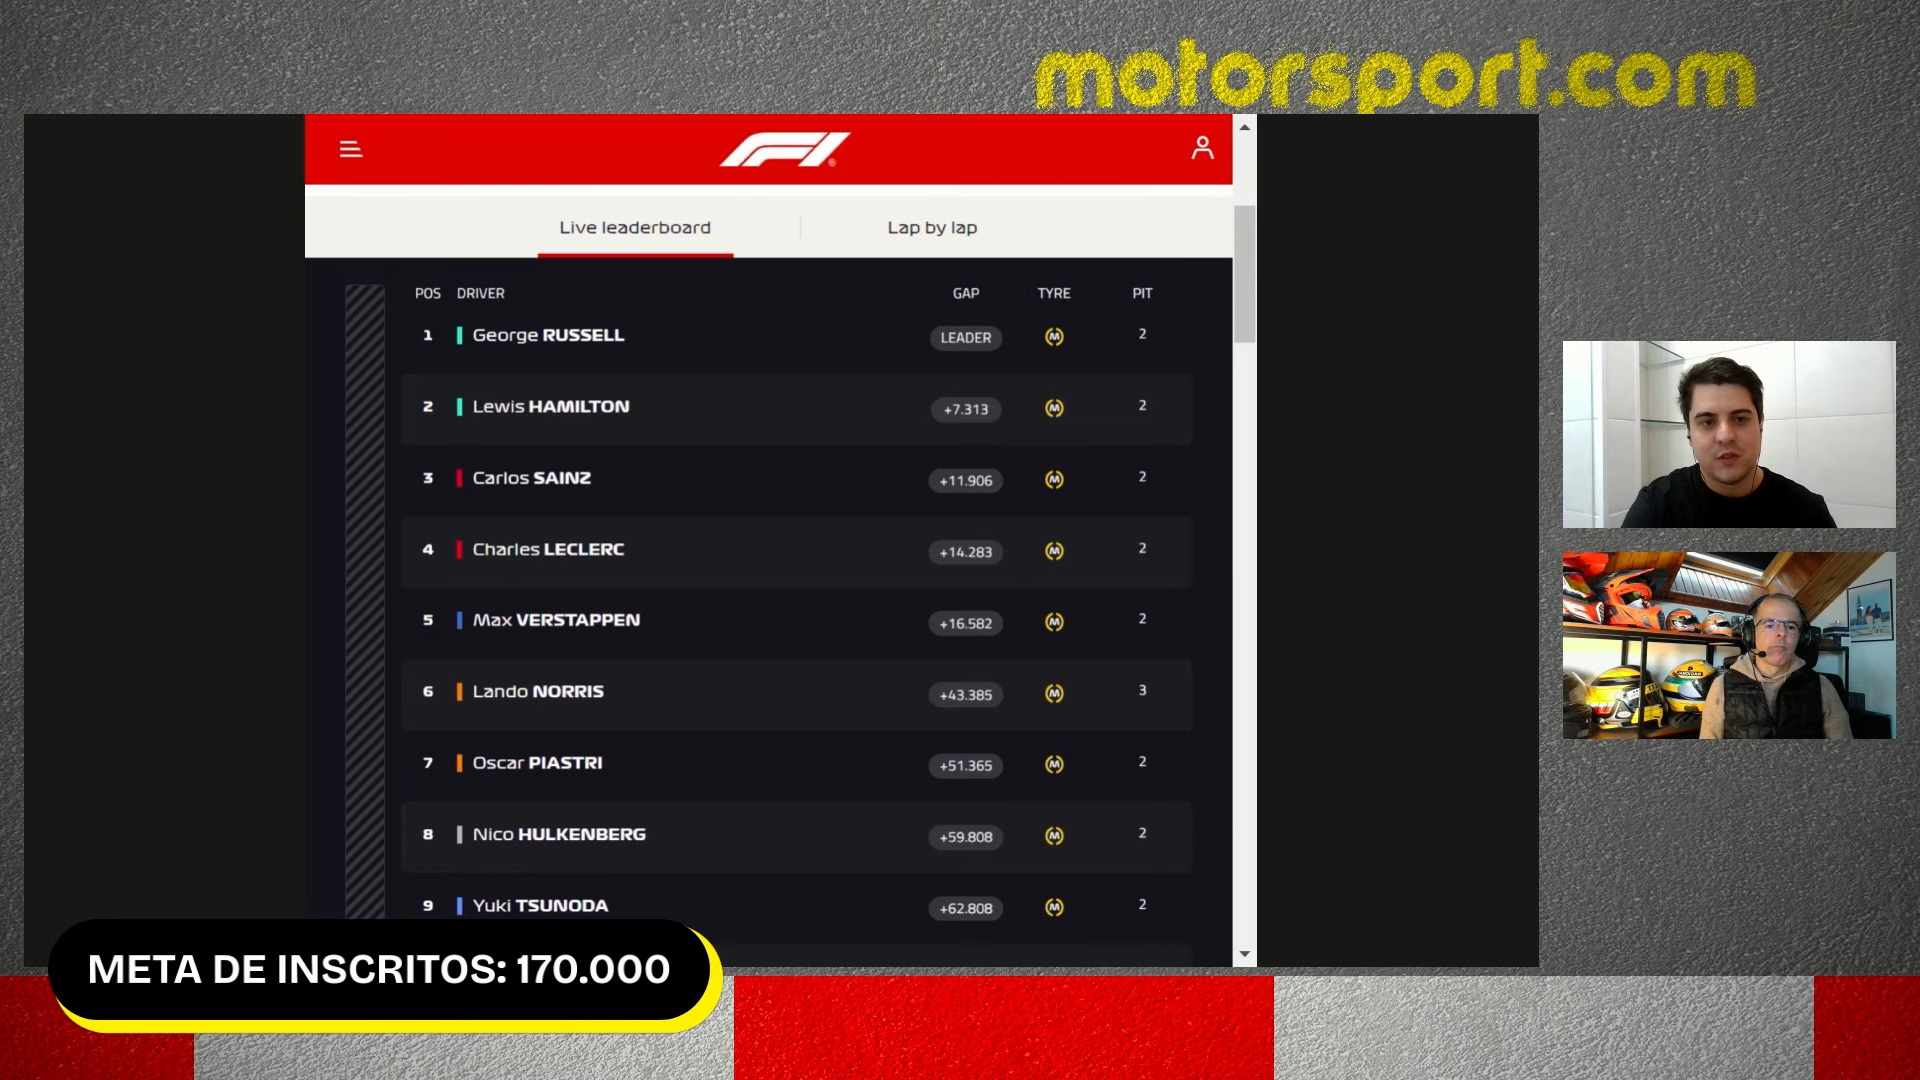 motorsport.com
F1
Live leaderboard Lap by lap
POS DRIVER GAP TYRE PIT
1 George RUSSELL LEADER M 2
2 Lewis HAMILTON +7.313 M 2
3 Carlos SAINZ +11.906 M 2
4 Charles LECLERC +14.283 M 2
5 Max VERSTAPPEN +16.582 M 2
6 Lando NORRIS +43.385 M 3
7 Oscar PIASTRI +51.365 M 2
8 Nico HULKENBERG +59.808 M 2
9 Yuki TSUNODA +62.808 M 2
META DE INSCRITOS: 170.000